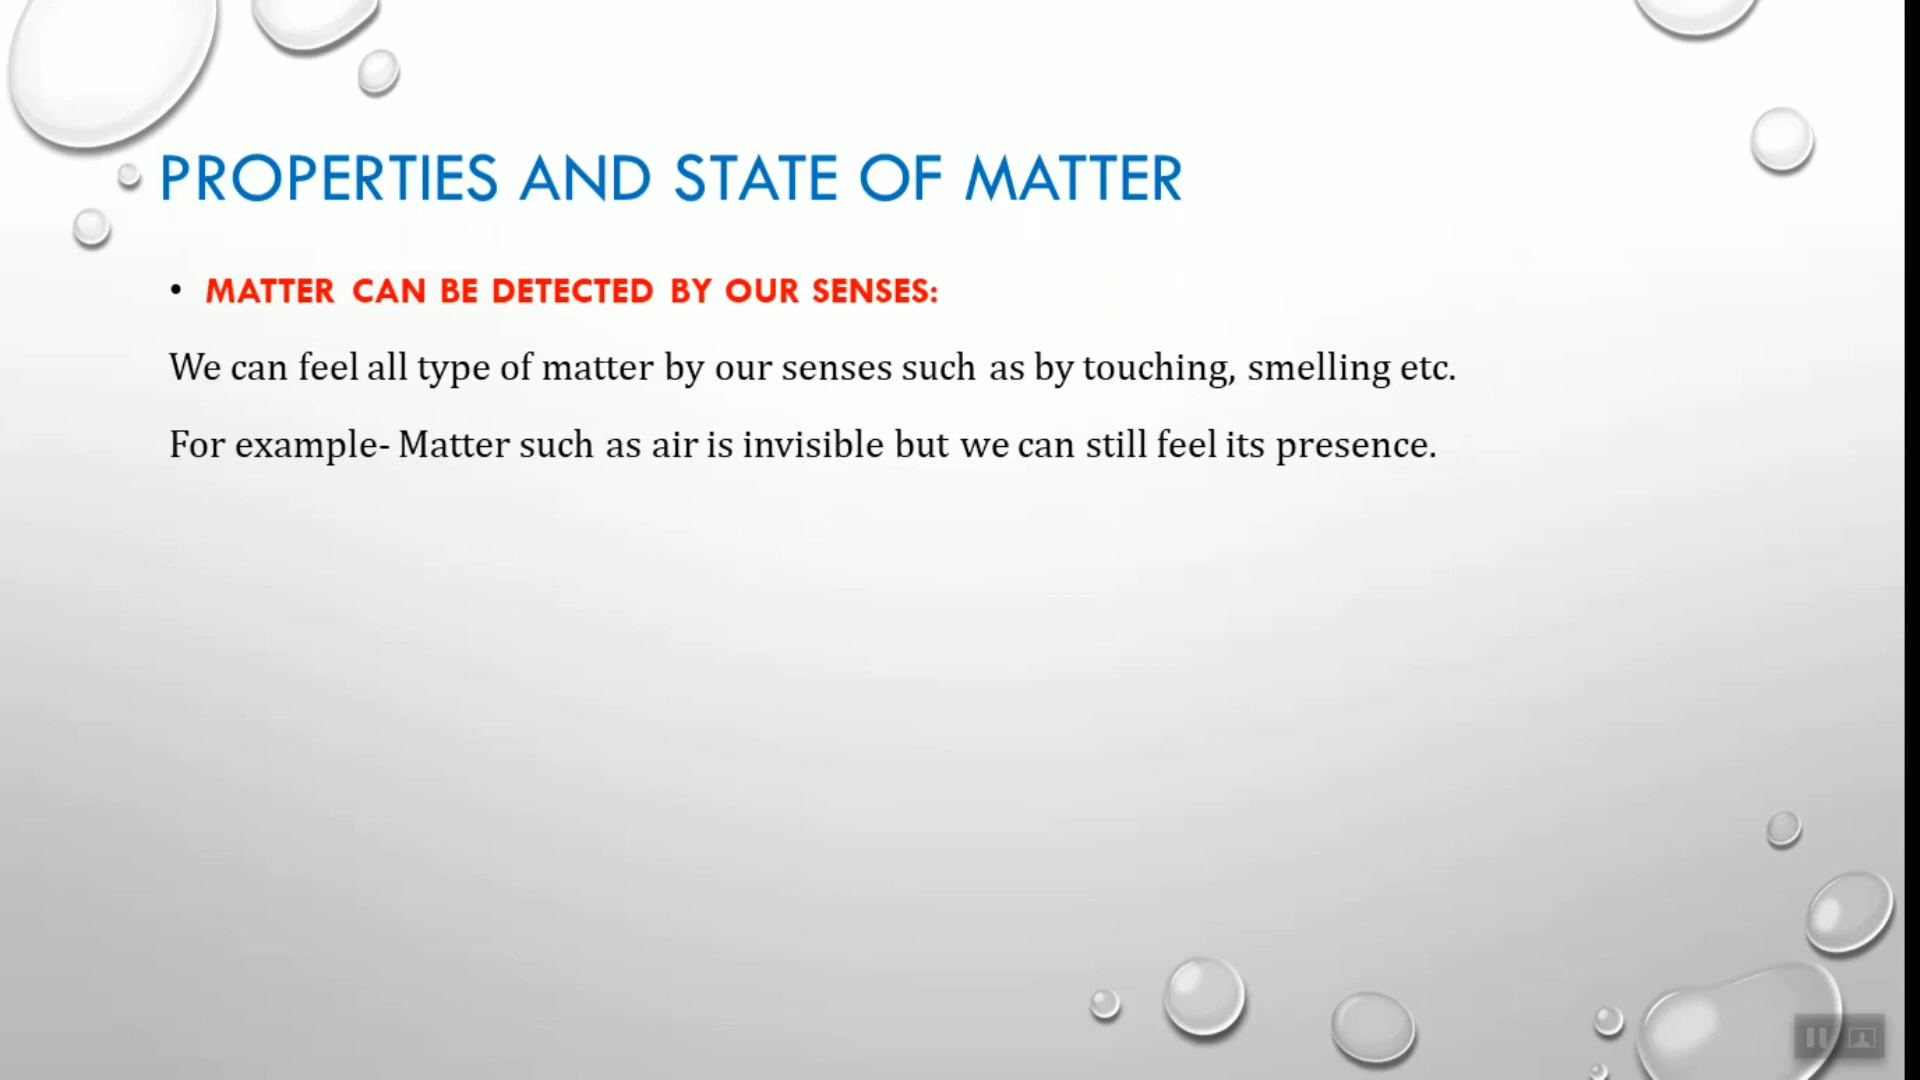 PROPERTIES AND STATE OF MATTER
• MATTER CAN BE DETECTED BY OUR SENSES:
We can feel all type of matter by our senses such as by touching, smelling etc.
For example- Matter such as air is invisible but we can still feel its presence.